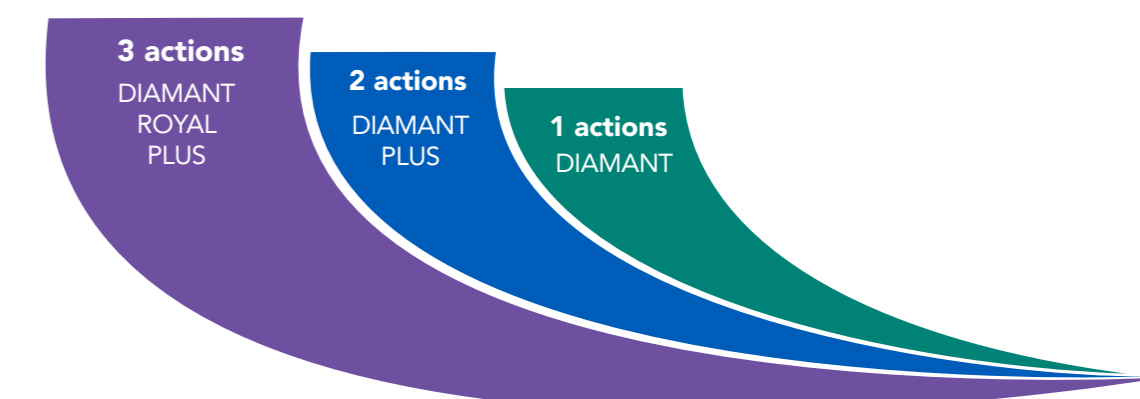 3 actions
DIAMANT
ROYAL
PLUS
2 actions
DIAMANT
PLUS
1 actions
DIAMANT